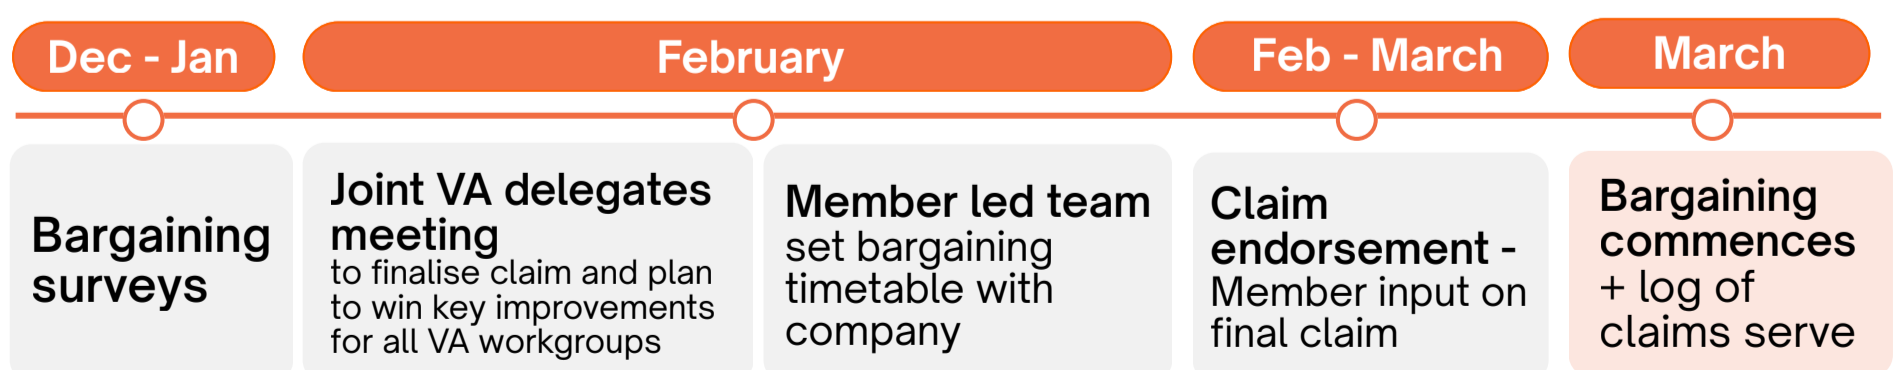 Dec - Jan
February
Feb - March
March
Bargaining
surveys
Joint VA delegates
meeting
to finalise claim and plan
to win key improvements
for all VA workgroups
Member led team
set bargaining
timetable with
company
Claim
endorsement -
Member input on
final claim
Bargaining
commences
+ log of
claims serve